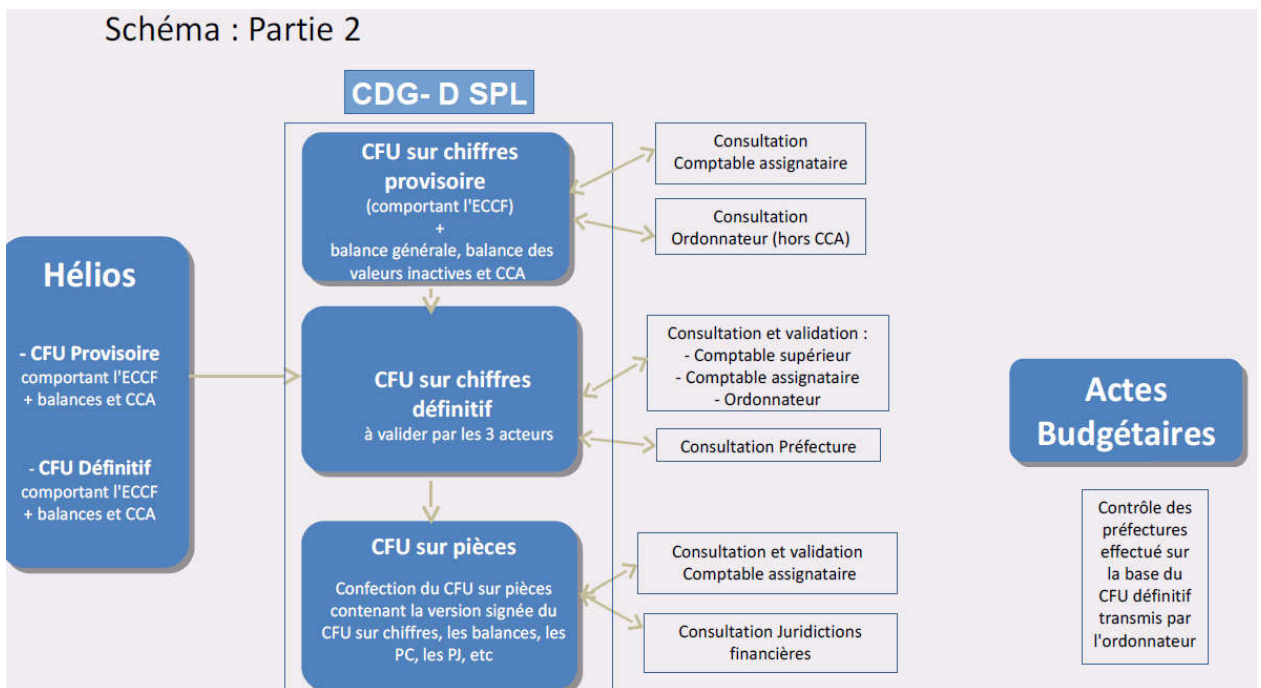 Schéma : Partie 2
CDG- D SPL
Hélios
- CFU Provisoire
comportant l'ECCF
+ balances et CCA
- CFU Définitif
comportant l'ECCF
+ balances et CCA
CFU sur chiffres
provisoire
(comportant l'ECCF)
+
balance générale, balance des
valeurs inactives et CCA
Consultation
Comptable assignataire
Consultation
Ordonnateur (hors CCA)
CFU sur chiffres
définitif
à valider par les 3 acteurs
Consultation et validation :
- Comptable supérieur
- Comptable assignataire
- Ordonnateur
Consultation Préfecture
CFU sur pièces
Confection du CFU sur pièces
contenant la version signée du
CFU sur chiffres, les balances, les
PC, les PJ, etc
Consultation et validation
Comptable assignataire
Consultation Juridictions
financières
Actes
Budgétaires
Contrôle des
préfectures
effectué sur
la base du
CFU définitif
transmis par
l'ordonnateur